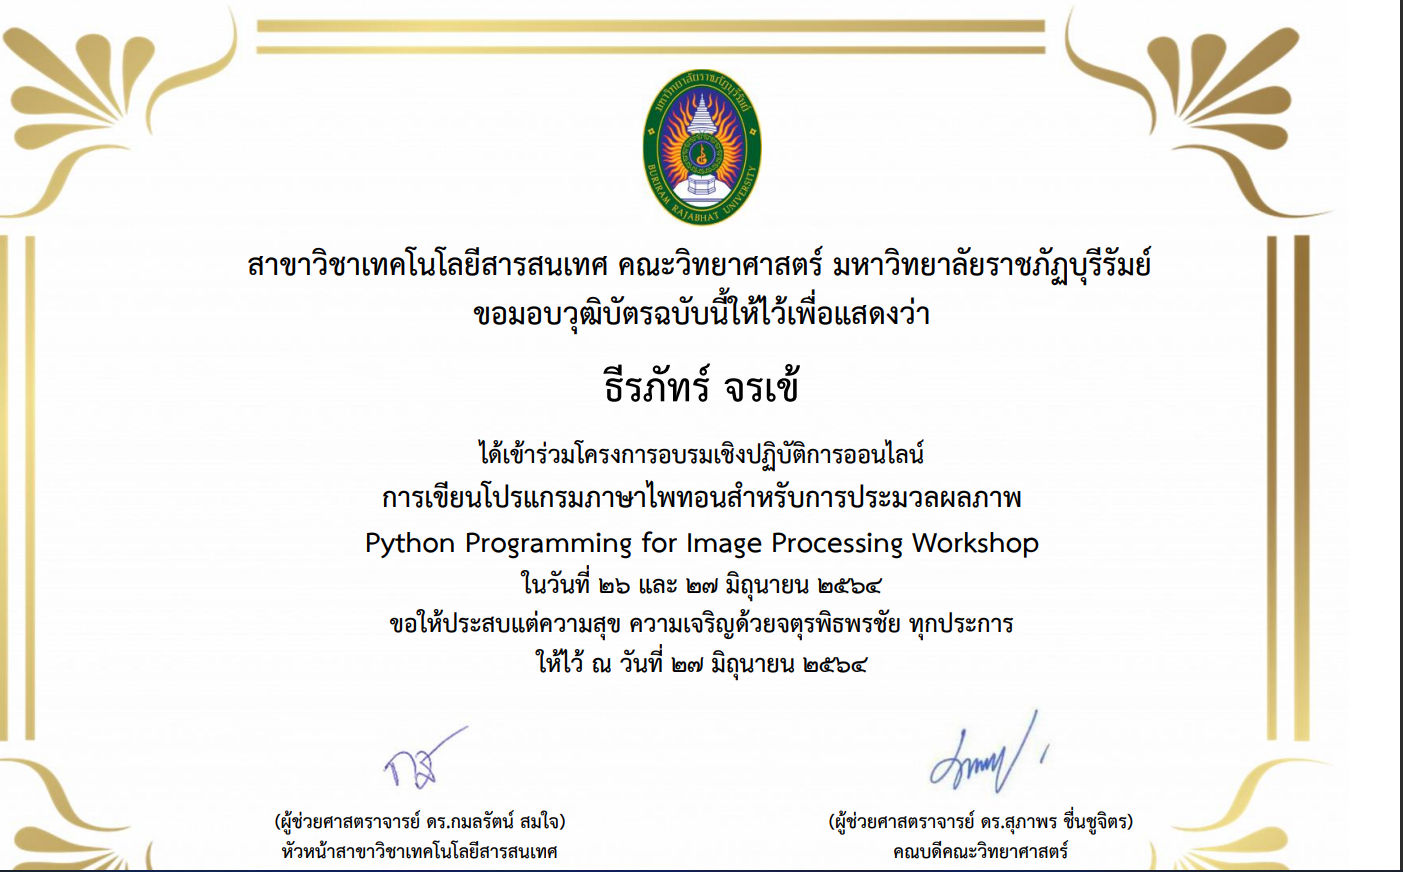 มหาวิทยาลัยราชภัฏบุรีรัมย์
BURIRAM RAJABHAT UNIVERSITY
สาขาวิชาเทคโนโลยีสารสนเทศ คณะวิทยาศาสตร์ มหาวิทยาลัยราชภัฏบุรีรัมย์
ขอมอบวุฒิบัตรฉบับนี้ให้ไว้เพื่อแสดงว่า
ธีรภัทร์ จรเข้
ได้เข้าร่วมโครงการอบรมเชิงปฏิบัติการออนไลน์
การเขียนโปรแกรมภาษาไพทอนสำหรับการประมวลผลภาพ
Python Programming for Image Processing Workshop
ในวันที่ ๒๖ และ ๒๗ มิถุนายน ๒๕๖๔
ขอให้ประสบแต่ความสุข ความเจริญด้วยจตุรพิธพรชัย ทุกประการ
ให้ไว้ ณ วันที่ ๒๗ มิถุนายน ๒๕๖๔
(ผู้ช่วยศาสตราจารย์ ดร.กมลรัตน์ สมใจ)
หัวหน้าสาขาวิชาเทคโนโลยีสารสนเทศ
(ผู้ช่วยศาสตราจารย์ ดร.สุภาพร ชื่นชูจิตร)
คณบดีคณะวิทยาศาสตร์